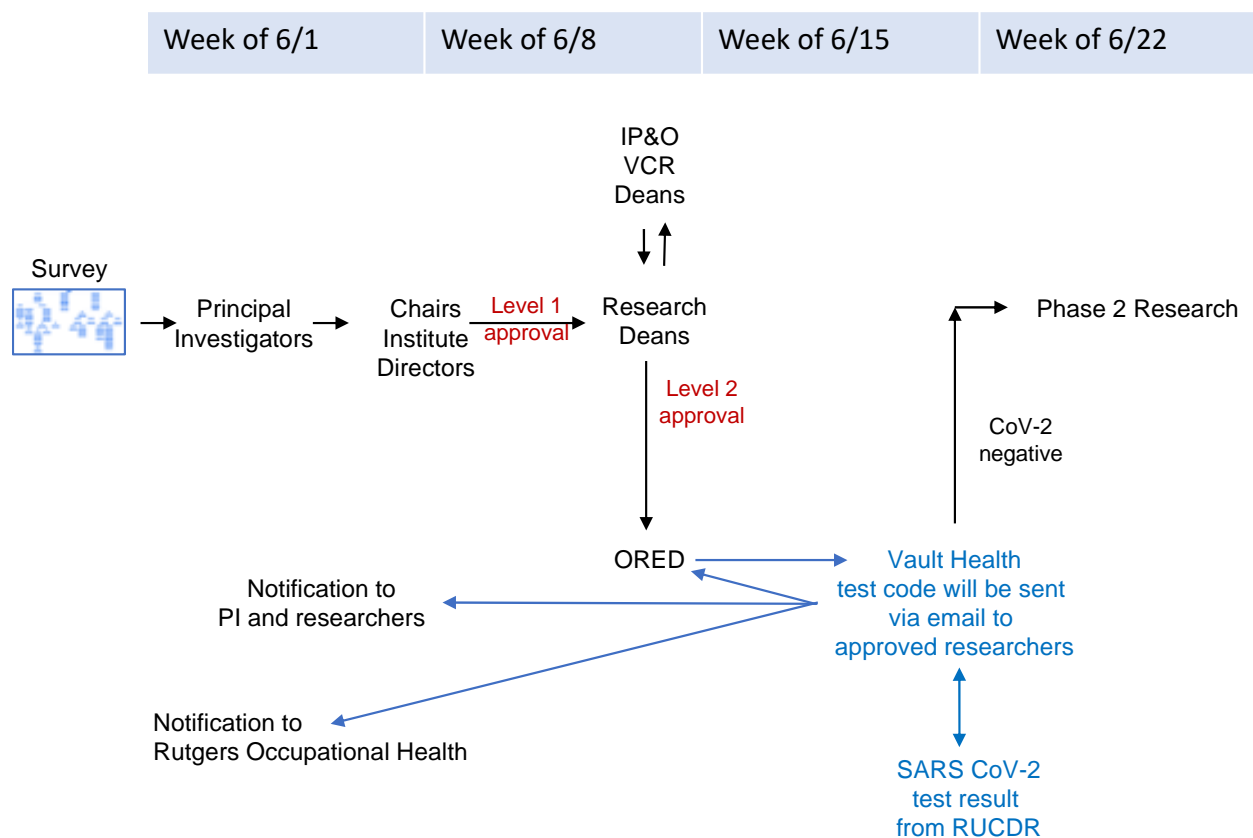 Week of 6/1
Week of 6/8
Week of 6/15
Week of 6/22
IP&O
VCR
Deans
Survey
Principal
Investigators
Chairs
Institute
Directors
Level 1
approval
Research
Deans
Phase 2 Research
Level 2
approval
CoV-2
negative
ORED
Vault Health
test code will be sent
via email to
approved researchers
Notification to
PI and researchers
Notification to
Rutgers Occupational Health
SARS CoV-2
test result
from RUCDR